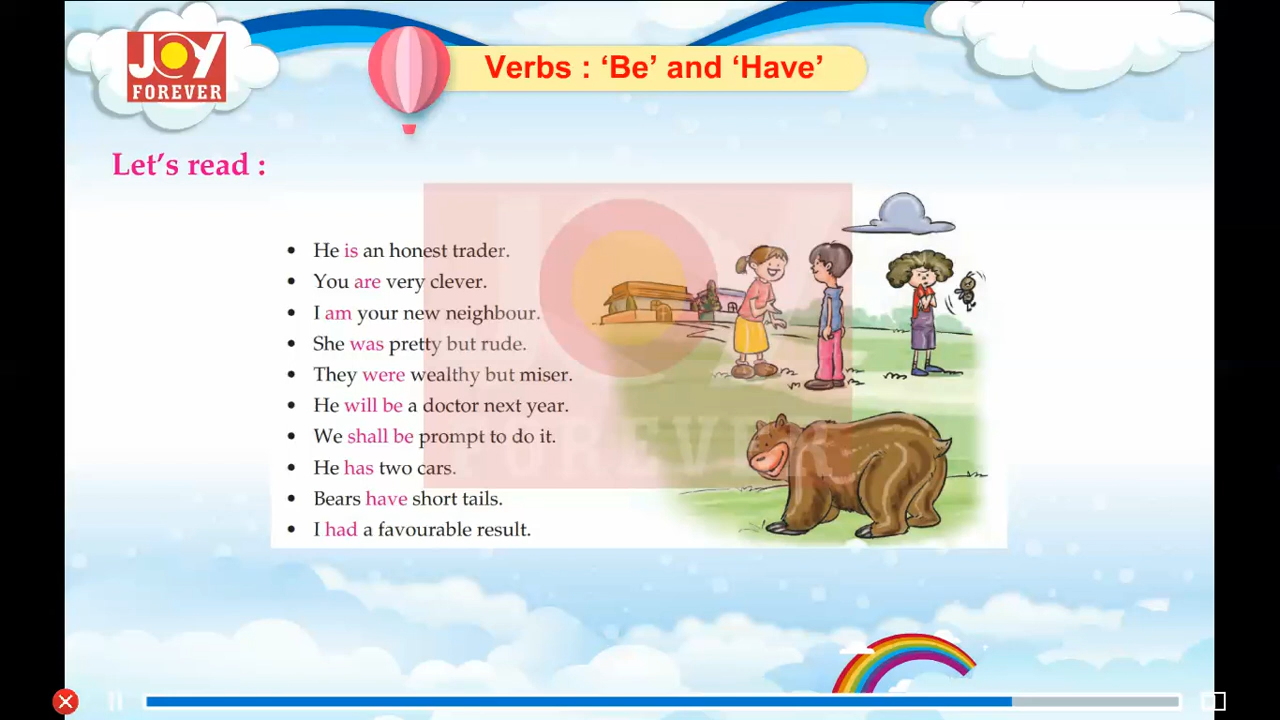 JOY
FOREVER
Verbs : ‘Be’ and ‘Have’
Let’s read :
• He is an honest trader.
• You are very clever.
• I am your new neighbour.
• She was pretty but rude.
• They were wealthy but miser.
• He will be a doctor next year.
• We shall be prompt to do it.
• He has two cars.
• Bears have short tails.
• I had a favourable result.
JOY
FOREVER